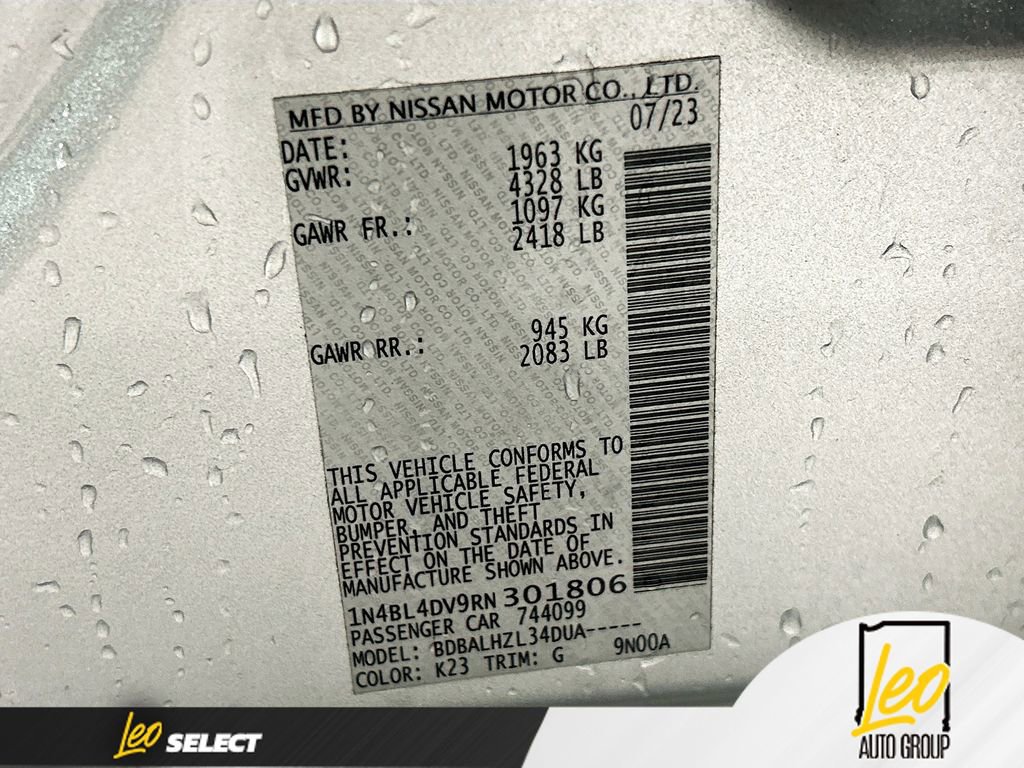 MFD BY NISSAN MOTOR CO., LTD.
DATE: 07/23
GVWR: 1963 KG
4328 LB
GAWR FR.: 1097 KG
2418 LB
GAWR RR.: 945 KG
2083 LB
THIS VEHICLE CONFORMS TO
ALL APPLICABLE FEDERAL
MOTOR VEHICLE SAFETY,
BUMPER, AND THEFT
PREVENTION STANDARDS IN
EFFECT ON THE DATE OF
MANUFACTURE SHOWN ABOVE.
1N4BL4DV9RN 301806
PASSENGER CAR 744099
MODEL: BDBALHZL34DUA-----
COLOR: K23 TRIM: G 9N00A
Leo SELECT
Leo
AUTO GROUP